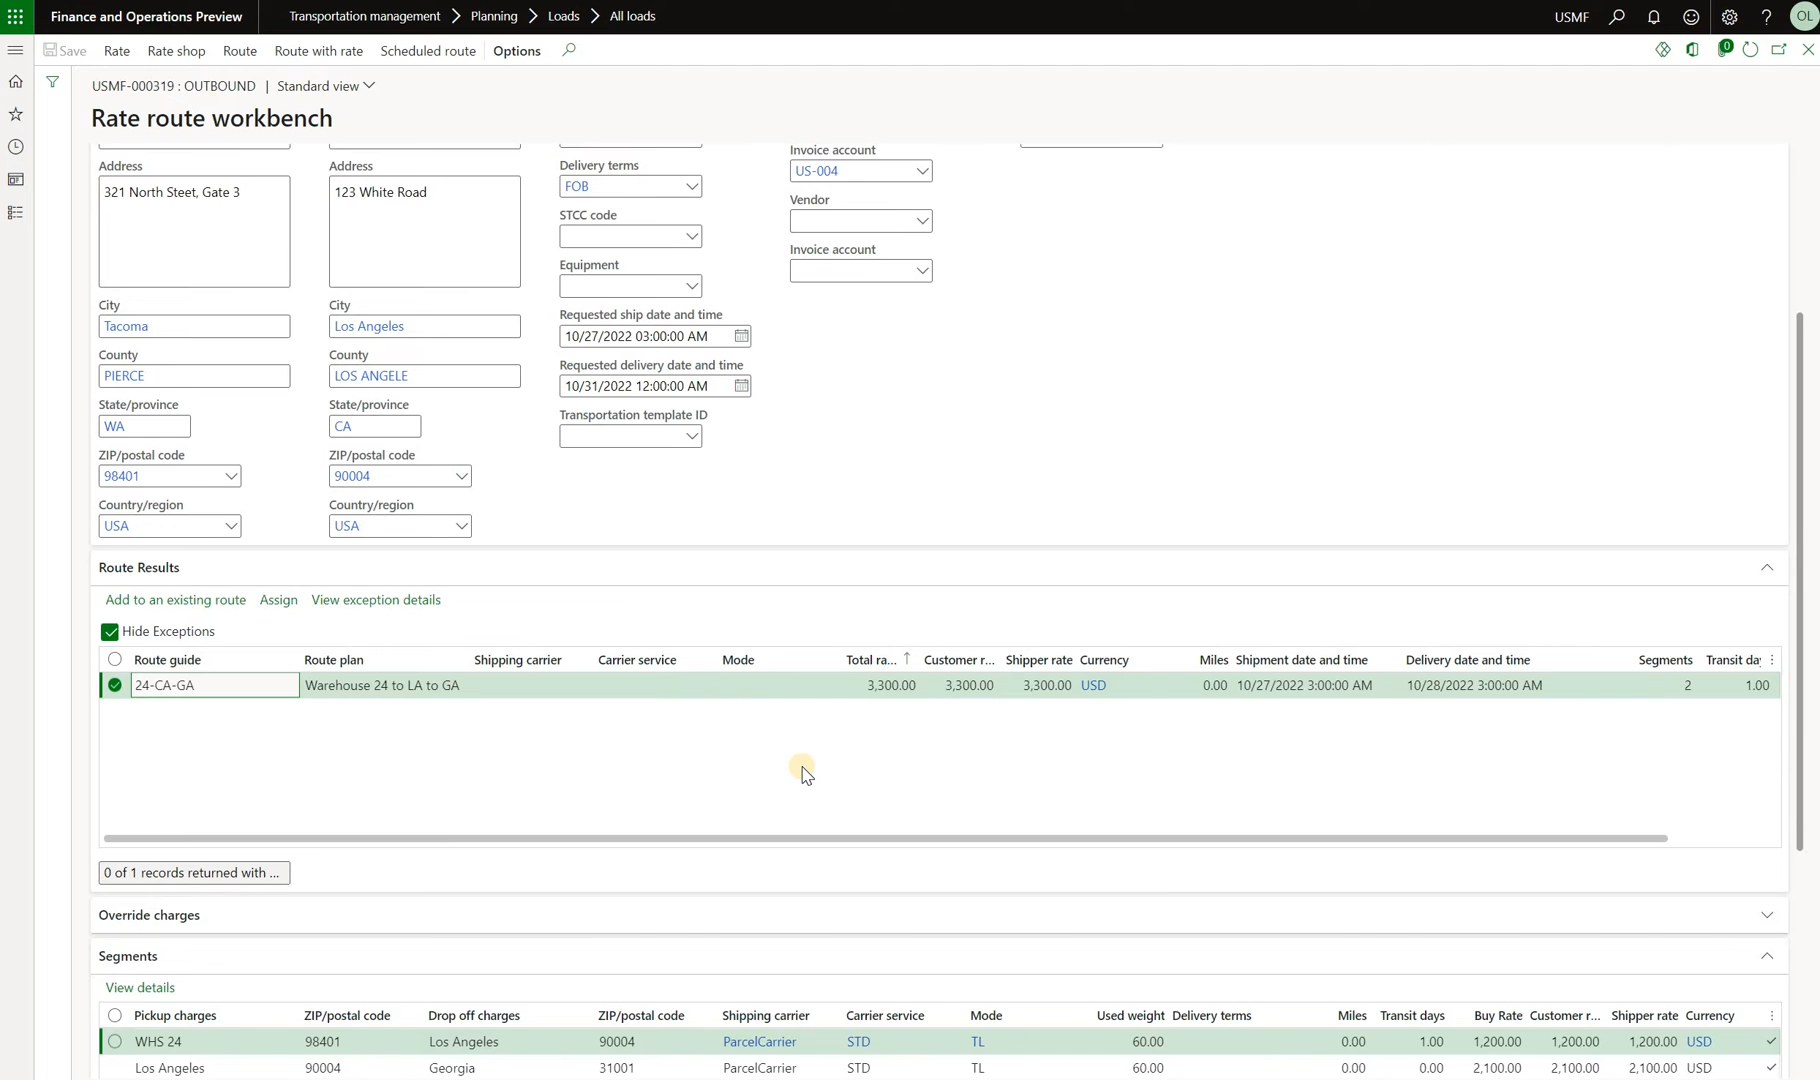 Finance and Operations Preview
Transportation management > Planning > Loads > All loads
USMF
?
OL
Save Rate Rate shop Route Route with rate Scheduled route Options
0
USMF-000319 : OUTBOUND | Standard view
Rate route workbench
Address
321 North Steet, Gate 3
City
Tacoma
County
PIERCE
State/province
WA
ZIP/postal code
98401
Country/region
USA
Address
123 White Road
City
Los Angeles
County
LOS ANGELE
State/province
CA
ZIP/postal code
90004
Country/region
USA
Delivery terms
FOB
STCC code
Equipment
Requested ship date and time
10/27/2022 03:00:00 AM
Requested delivery date and time
10/31/2022 12:00:00 AM
Transportation template ID
Invoice account
US-004
Vendor
Invoice account
Route Results
Add to an existing route Assign View exception details
Hide Exceptions
Route guide Route plan Shipping carrier Carrier service Mode Total ra... Customer r... Shipper rate Currency Miles Shipment date and time Delivery date and time Segments Transit da
24-CA-GA Warehouse 24 to LA to GA 3,300.00 3,300.00 3,300.00 USD 0.00 10/27/2022 3:00:00 AM 10/28/2022 3:00:00 AM 2 1.00
0 of 1 records returned with ...
Override charges
Segments
View details
Pickup charges ZIP/postal code Drop off charges ZIP/postal code Shipping carrier Carrier service Mode Used weight Delivery terms Miles Transit days Buy Rate Customer r... Shipper rate Currency
WHS 24 98401 Los Angeles 90004 ParcelCarrier STD TL 60.00 0.00 1.00 1,200.00 1,200.00 1,200.00 USD
Los Angeles 90004 Georgia 31001 ParcelCarrier STD TL 60.00 0.00 0.00 2,100.00 2,100.00 2,100.00 USD